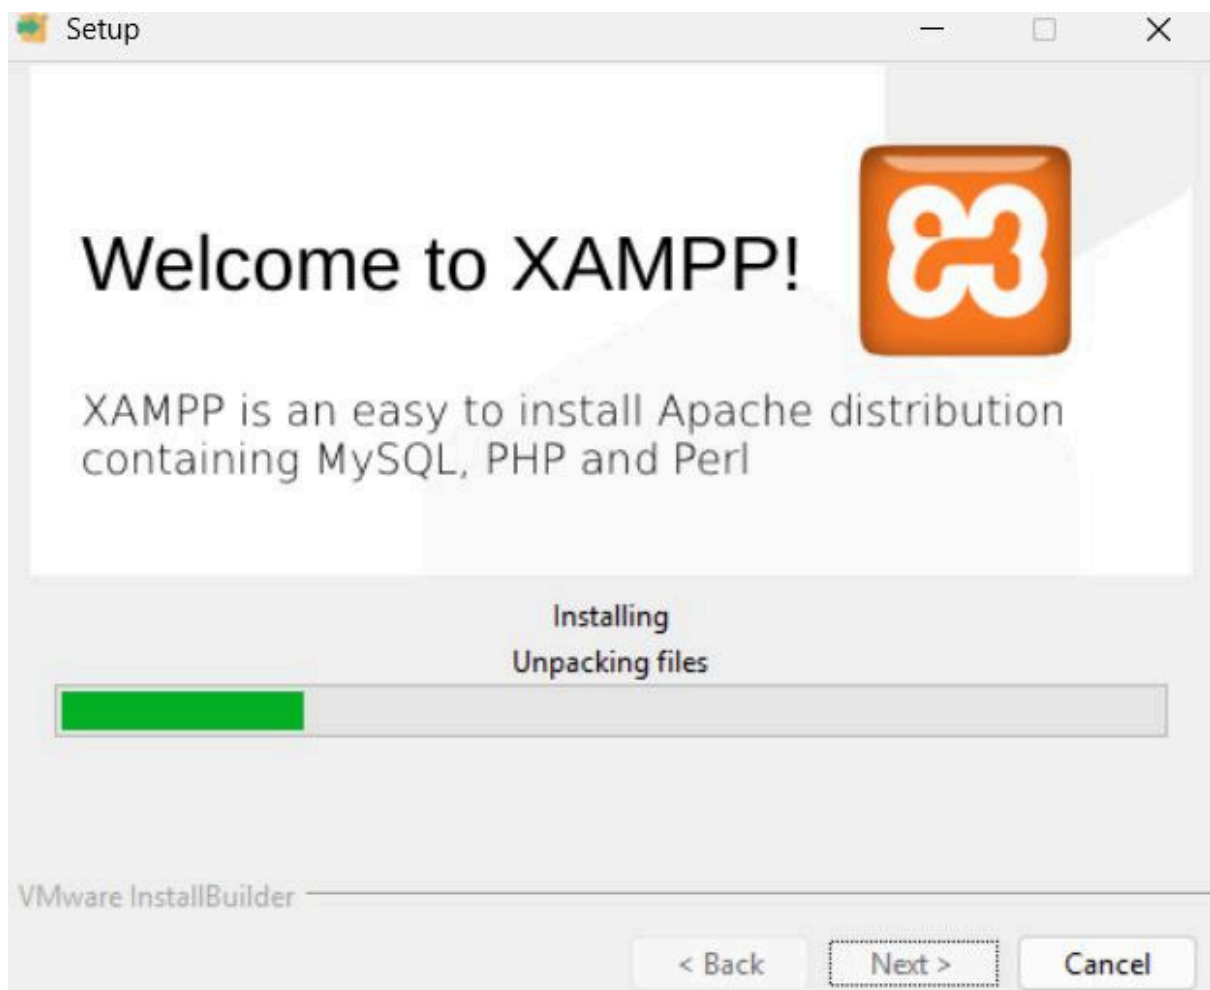 Setup
Welcome to XAMPP!
XAMPP is an easy to install Apache distribution
containing MySQL, PHP and Perl
Installing
Unpacking files
VMware InstallBuilder
< Back
Next >
Cancel